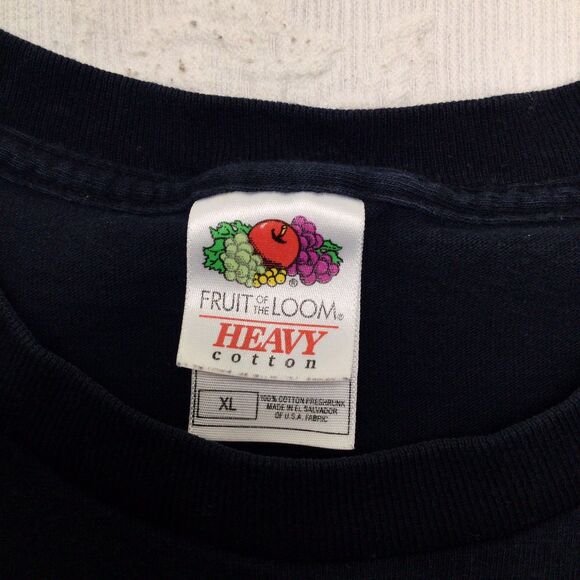 ®
FRUIT OF THE LOOM®
HEAVY
cotton
XL
100% COTTON PRESHRUNK
MADE IN EL SALVADOR
OF U.S.A. FABRIC